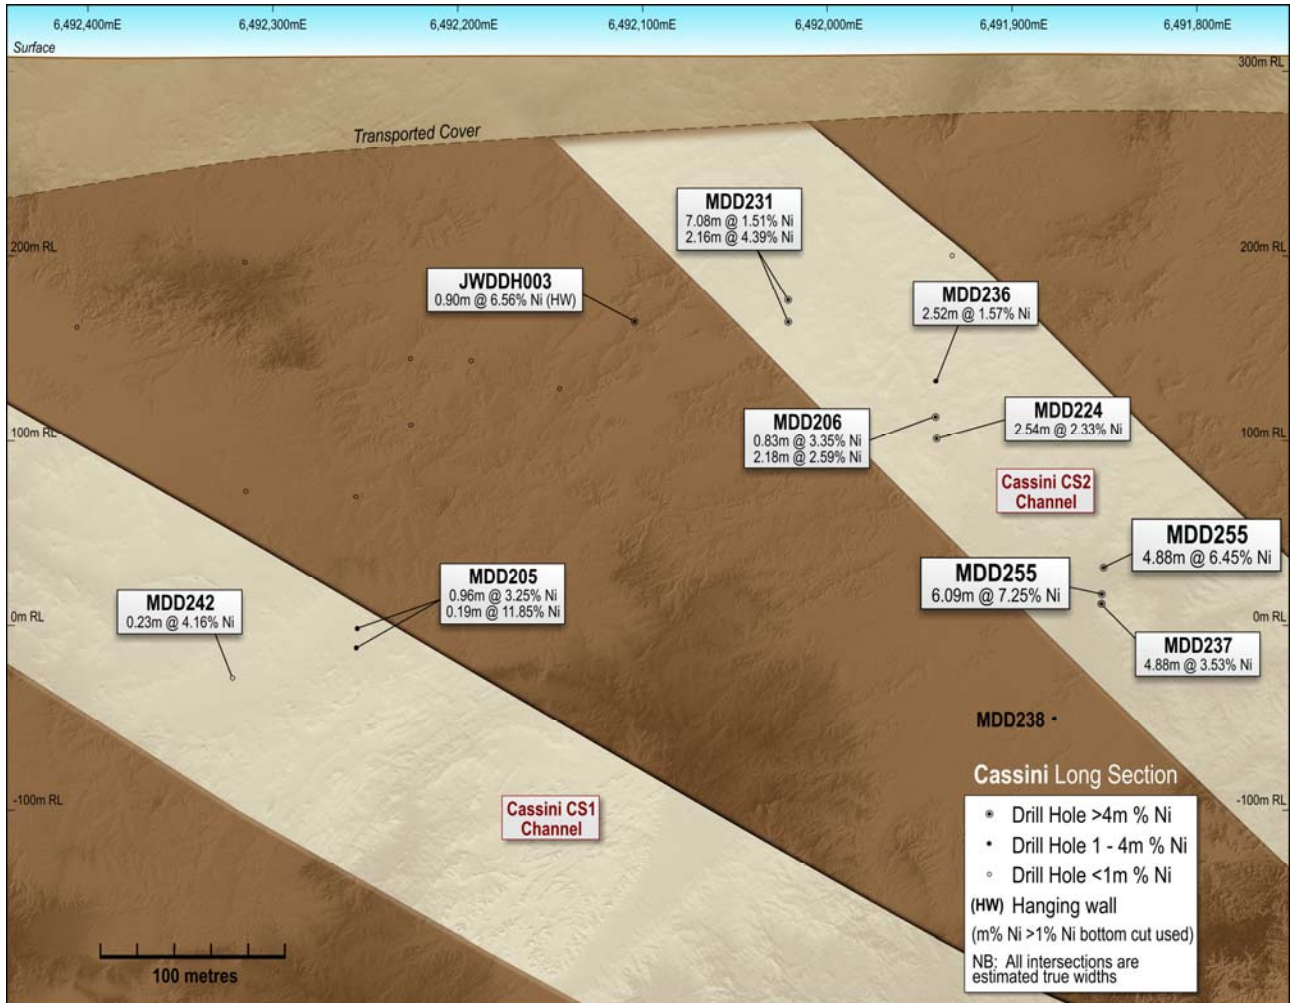 6,492,400mE 6,492,300mE 6,492,200mE 6,492,100mE 6,492,000mE 6,491,900mE 6,491,800mE
Surface
300m RL
Transported Cover
MDD231
7.08m @ 1.51% Ni
2.16m @ 4.39% Ni
200m RL
200m RL
JWDDH003
0.90m @ 6.56% Ni (HW)
MDD236
2.52m @ 1.57% Ni
MDD206
0.83m @ 3.35% Ni
2.18m @ 2.59% Ni
MDD224
2.54m @ 2.33% Ni
100m RL
100m RL
Cassini CS2
Channel
MDD255
4.88m @ 6.45% Ni
MDD255
6.09m @ 7.25% Ni
MDD205
0.96m @ 3.25% Ni
0.19m @ 11.85% Ni
MDD242
0.23m @ 4.16% Ni
0m RL
0m RL
MDD237
4.88m @ 3.53% Ni
MDD238
-100m RL
-100m RL
Cassini CS1
Channel
Cassini Long Section
Drill Hole >4m % Ni
Drill Hole 1 - 4m % Ni
Drill Hole <1m % Ni
(HW) Hanging wall
(m% Ni >1% Ni bottom cut used)
NB; All intersections are
estimated true widths
100 metres